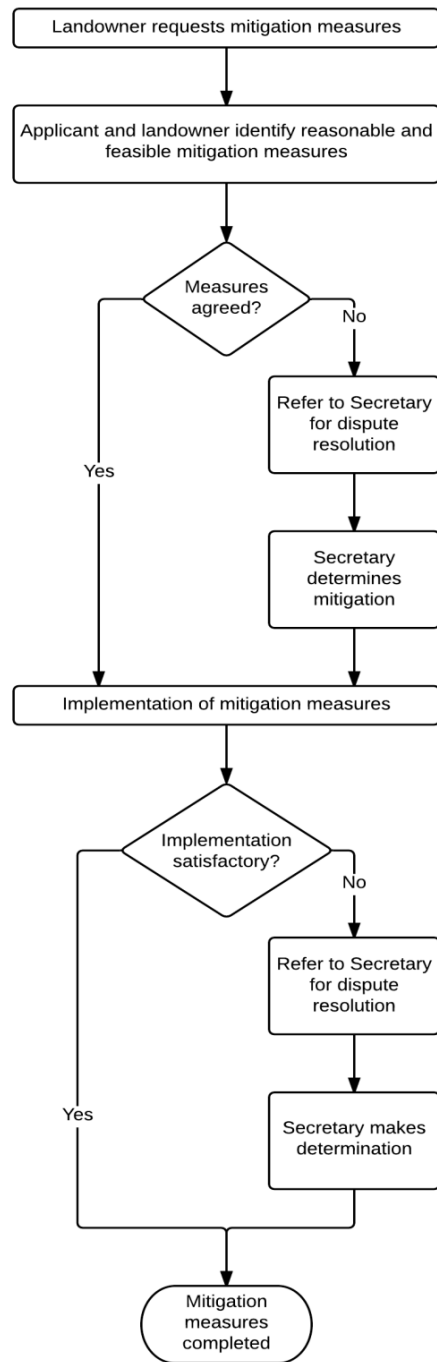 Landowner requests mitigation measures
Applicant and landowner identify reasonable and
feasible mitigation measures
Measures
agreed?
No
Refer to Secretary
for dispute
resolution
Yes
Secretary
determines
mitigation
Implementation of mitigation measures
Implementation
satisfactory?
No
Refer to Secretary
for dispute
resolution
Yes
Secretary makes
determination
Mitigation
measures
completed